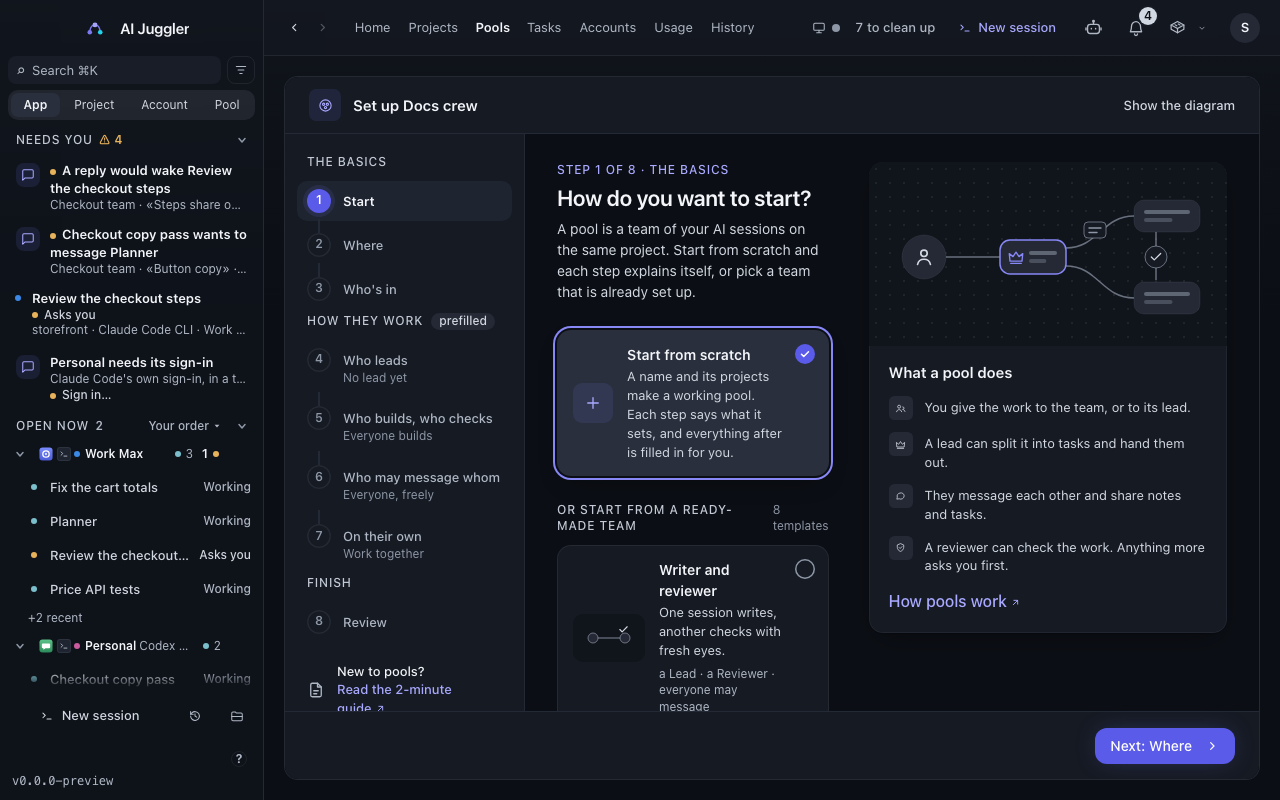 AI Juggler
Search ⌘K
App Project Account Pool
NEEDS YOU 4
A reply would wake Review
the checkout steps
Checkout team · «Steps share o...
Checkout copy pass wants to
message Planner
Checkout team · «Button copy» ·...
Review the checkout steps
Asks you
storefront · Claude Code CLI · Work ...
Personal needs its sign-in
Claude Code's own sign-in, in a t...
Sign in...
OPEN NOW 2 Your order
Work Max 3 1
Fix the cart totals Working
Planner Working
Review the checkout... Asks you
Price API tests Working
+2 recent
Personal Codex ... 2
Checkout copy pass Working
New session
?
v0.0.0-preview
Home Projects Pools Tasks Accounts Usage History
7 to clean up
New session
4
S
Set up Docs crew
Show the diagram
THE BASICS
1 Start
2 Where
3 Who's in
HOW THEY WORK prefilled
4 Who leads
No lead yet
5 Who builds, who checks
Everyone builds
6 Who may message whom
Everyone, freely
7 On their own
Work together
FINISH
8 Review
New to pools?
Read the 2-minute
guide ↗
STEP 1 OF 8 · THE BASICS
How do you want to start?
A pool is a team of your AI sessions on
the same project. Start from scratch and
each step explains itself, or pick a team
that is already set up.
Start from scratch
A name and its projects
make a working pool.
Each step says what it
sets, and everything after
is filled in for you.
OR START FROM A READY-
MADE TEAM
8
templates
Writer and
reviewer
One session writes,
another checks with
fresh eyes.
a Lead · a Reviewer ·
everyone may
message
What a pool does
You give the work to the team, or to its lead.
A lead can split it into tasks and hand them
out.
They message each other and share notes
and tasks.
A reviewer can check the work. Anything more
asks you first.
How pools work ↗
Next: Where